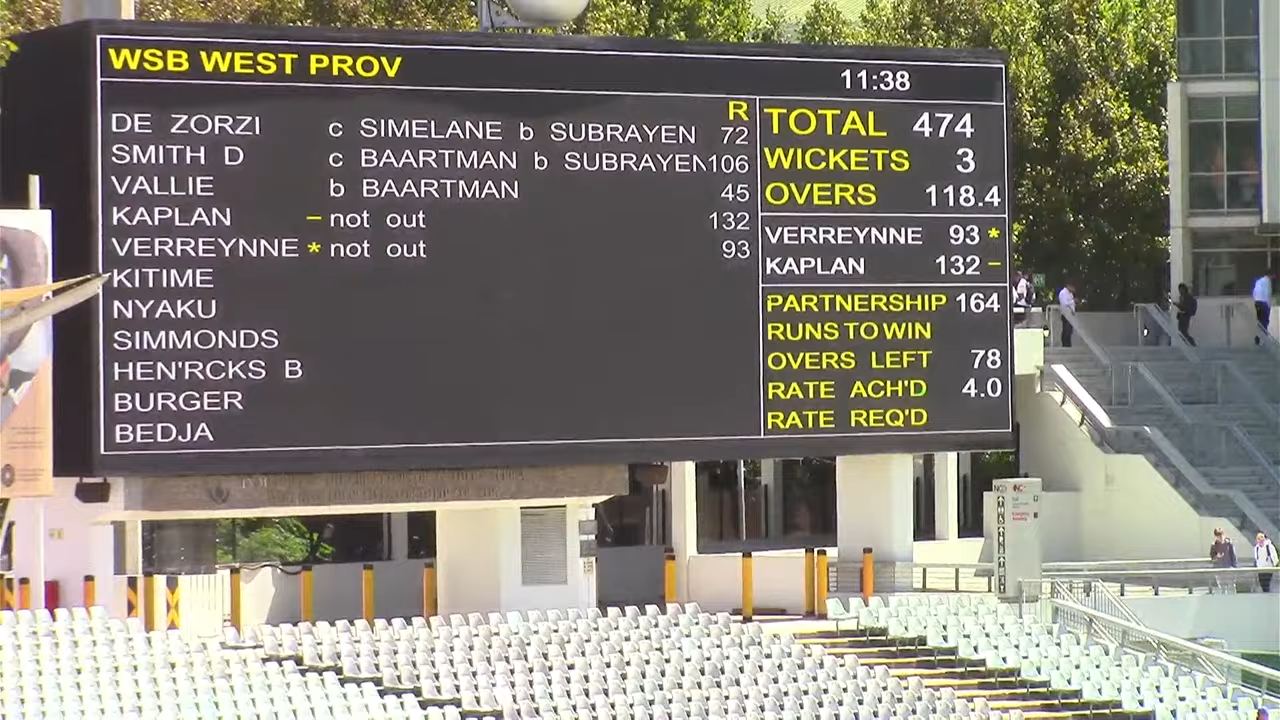 WSB WEST PROV 11:38
R
DE ZORZI c SIMELANE b SUBRAYEN 72
SMITH D c BAARTMAN b SUBRAYEN 106
VALLIE b BAARTMAN 45
KAPLAN – not out 132
VERREYNNE * not out 93
KITIME
NYAKU
SIMMONDS
HEN'RCKS B
BURGER
BEDJA
TOTAL 474
WICKETS 3
OVERS 118.4
VERREYNNE 93 *
KAPLAN 132 –
PARTNERSHIP 164
RUNS TO WIN
OVERS LEFT 78
RATE ACH'D 4.0
RATE REQ'D